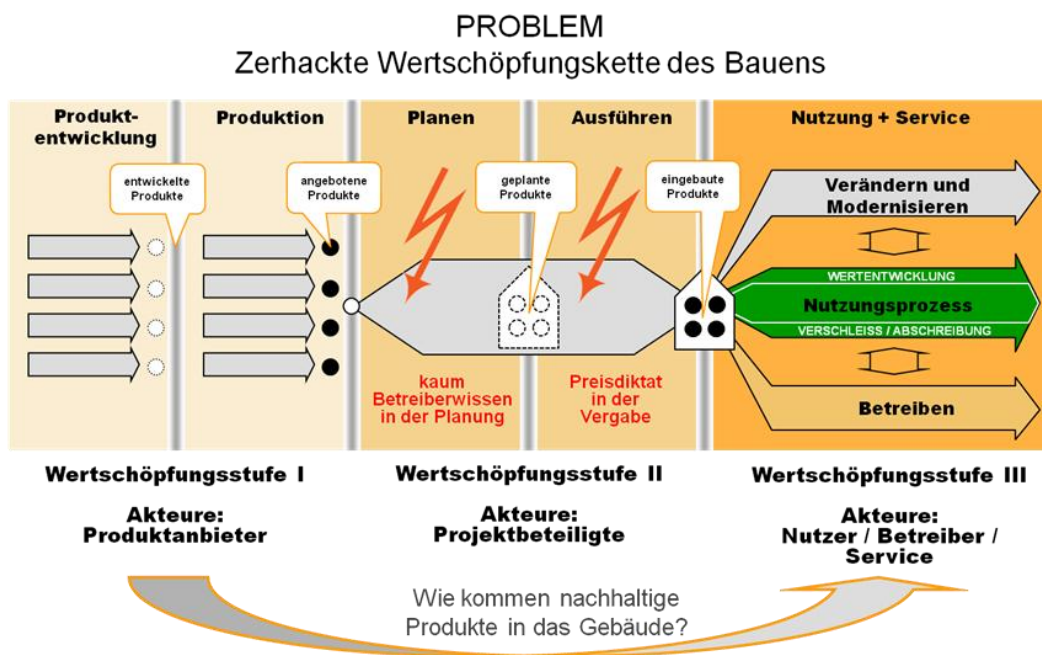 PROBLEM
Zerhackte Wertschöpfungskette des Bauens
Produkt-
entwicklung
Produktion
Planen
Ausführen
Nutzung + Service
entwickelte
Produkte
angebotene
Produkte
geplante
Produkte
eingebaute
Produkte
Verändern und
Modernisieren
WERTENTWICKLUNG
Nutzungsprozess
VERSCHLEISS / ABSCHREIBUNG
kaum
Betreiberwissen
in der Planung
Preisdiktat
in der
Vergabe
Betreiben
Wertschöpfungsstufe I
Wertschöpfungsstufe II
Wertschöpfungsstufe III
Akteure:
Produktanbieter
Akteure:
Projektbeteiligte
Akteure:
Nutzer / Betreiber /
Service
Wie kommen nachhaltige
Produkte in das Gebäude?